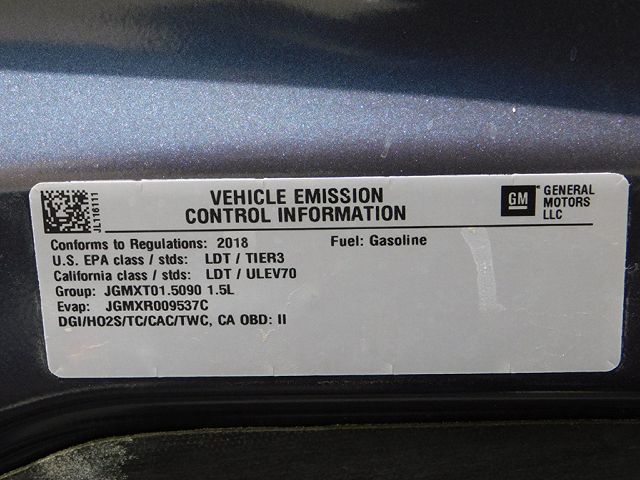 VEHICLE EMISSION
CONTROL INFORMATION
GM
GENERAL
MOTORS
LLC
JL116111
Conforms to Regulations: 2018 Fuel: Gasoline
U.S. EPA class / stds: LDT / TIER3
California class / stds: LDT / ULEV70
Group: JGMXT01.5090 1.5L
Evap: JGMXR009537C
DGI/HO2S/TC/CAC/TWC, CA OBD: II